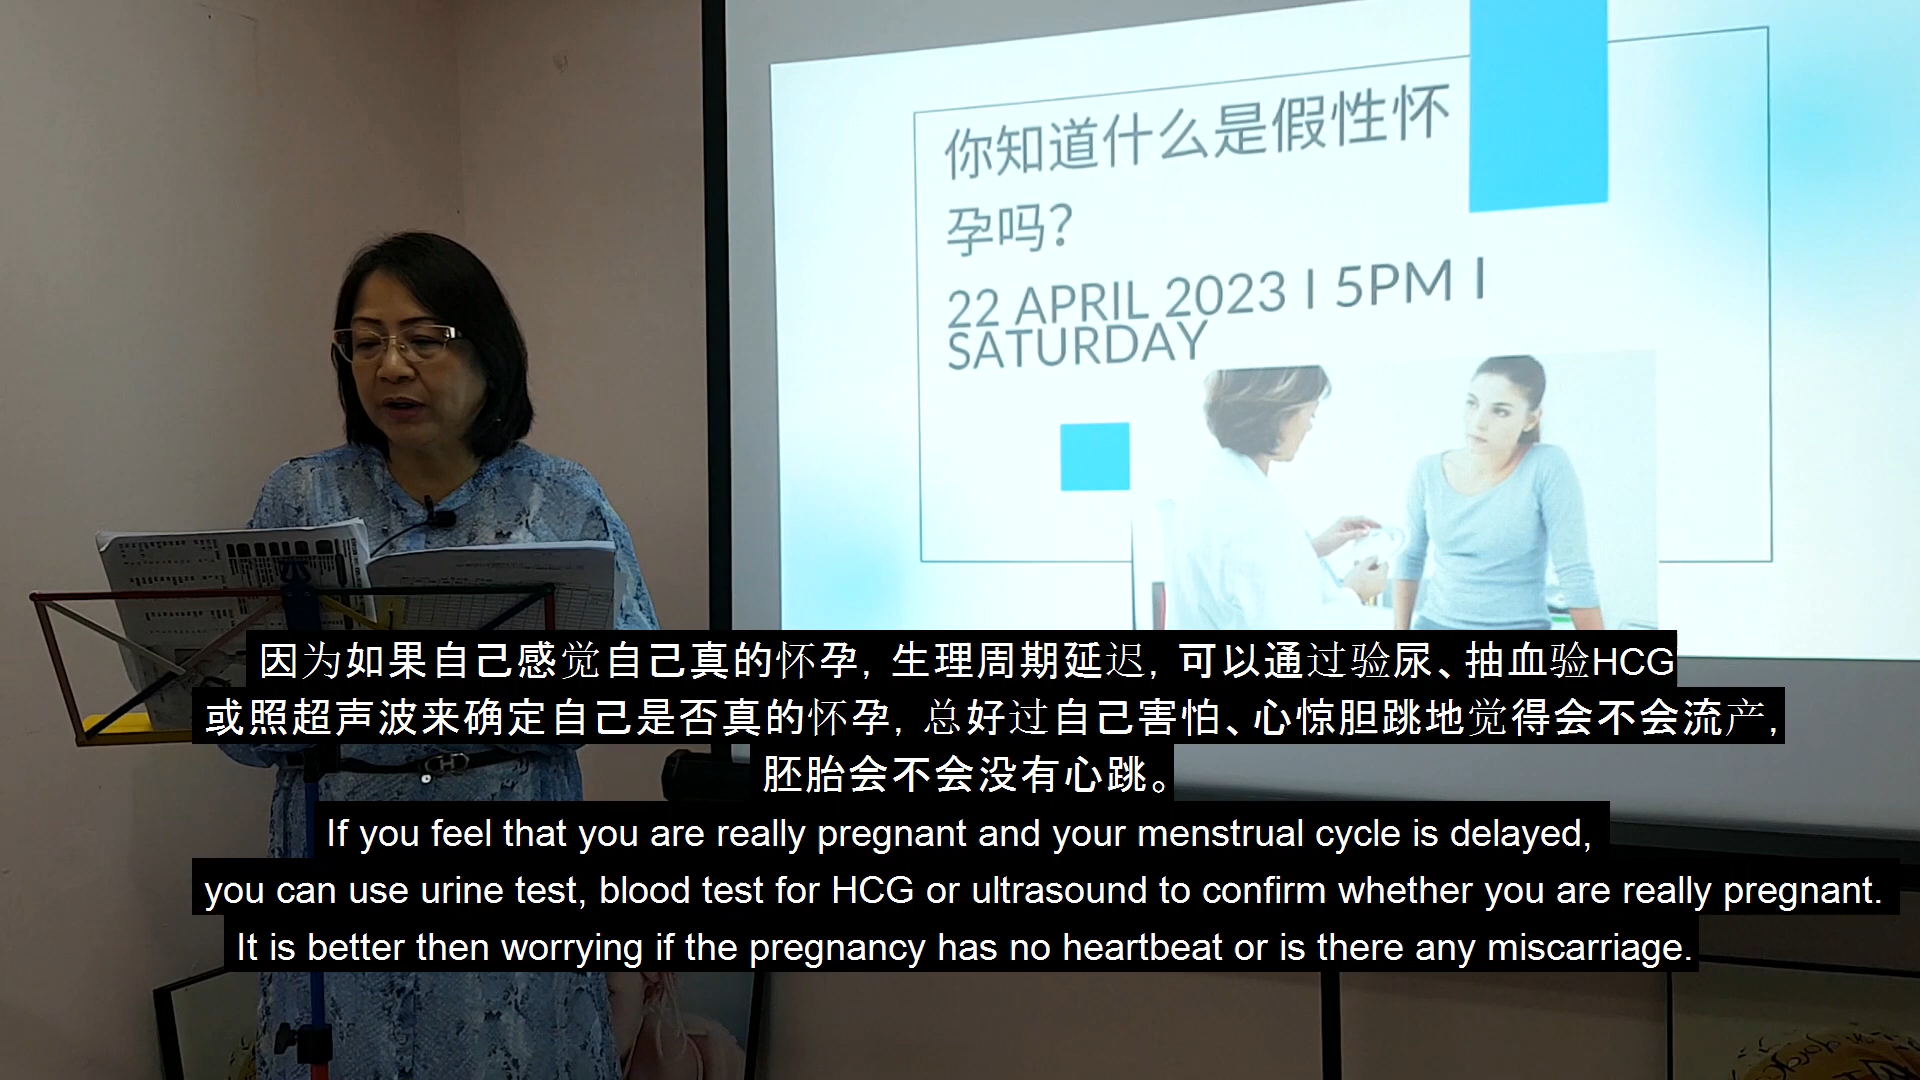 你知道什么是假性怀
孕吗?
22 APRIL 2023 I 5PM I
SATURDAY
因为如果自己感觉自己真的怀孕，生理周期延迟，可以通过验尿、抽血验HCG
或照超声波来确定自己是否真的怀孕，总好过自己害怕、心惊胆跳地觉得会不会流产，
胚胎会不会没有心跳。
If you feel that you are really pregnant and your menstrual cycle is delayed,
you can use urine test, blood test for HCG or ultrasound to confirm whether you are really pregnant.
It is better then worrying if the pregnancy has no heartbeat or is there any miscarriage.